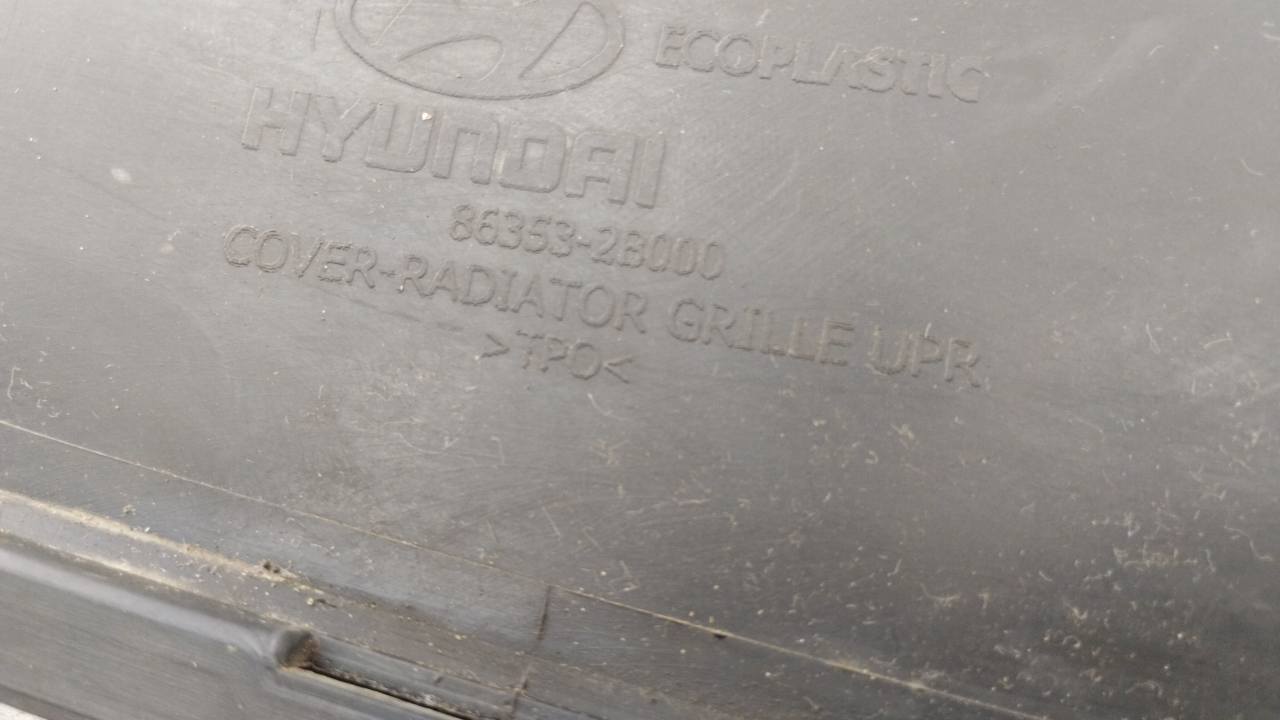 ECOPLASTIC
HYUNDAI
86353-2B000
COVER-RADIATOR GRILLE UPR
>TPO<